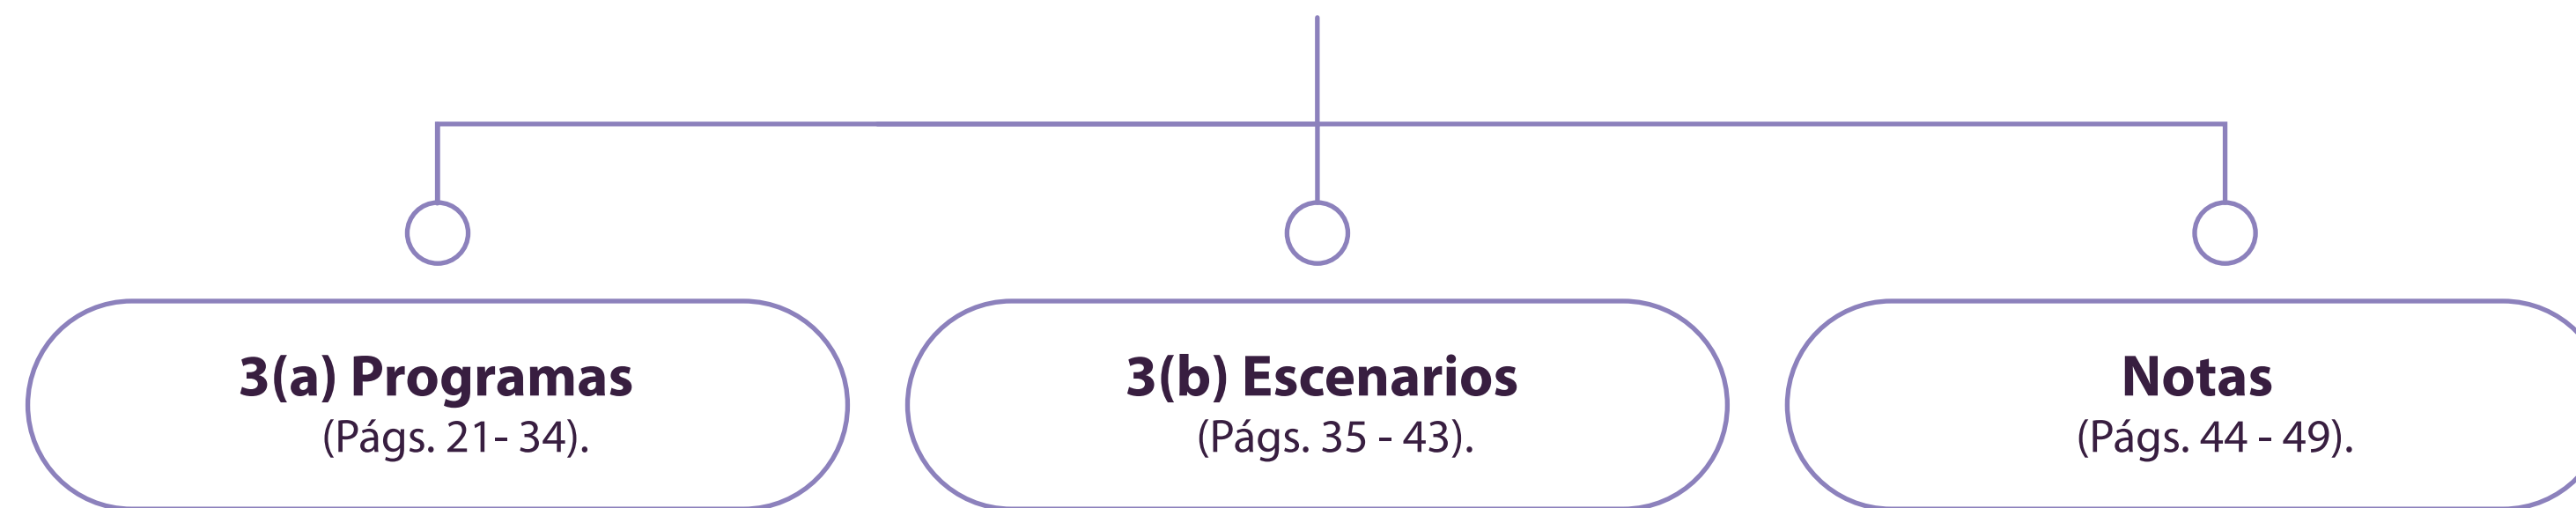 3(a) Programas
(Págs. 21- 34).
3(b) Escenarios
(Págs. 35 - 43).
Notas
(Págs. 44 - 49).